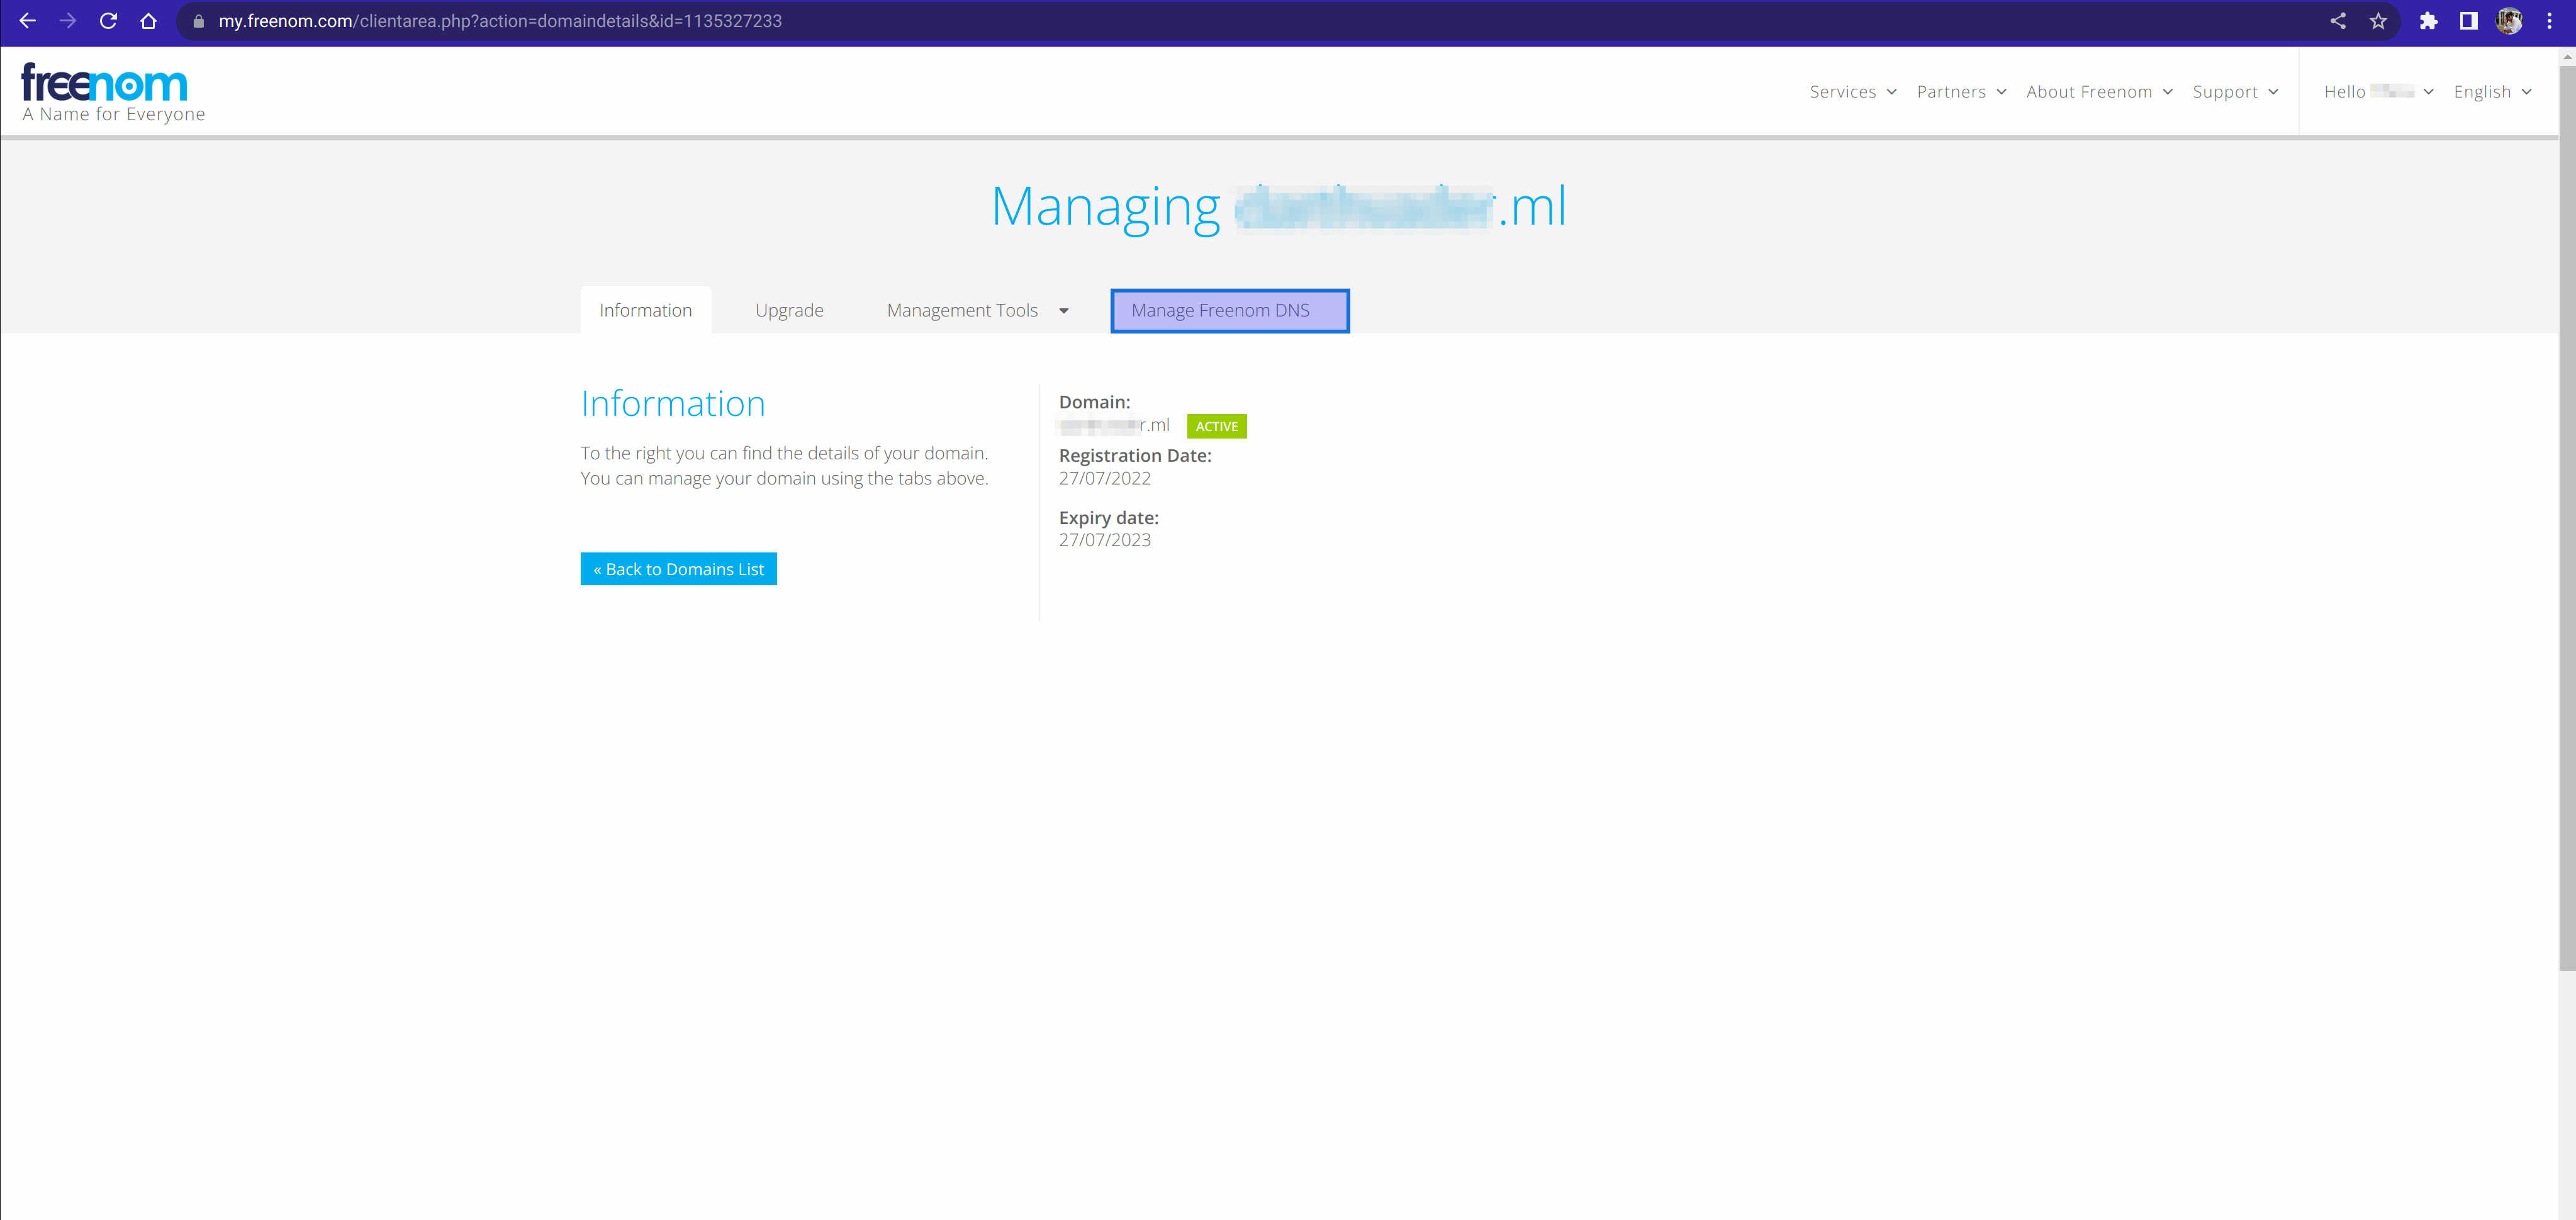 my.freenom.com/clientarea.php?action=domaindetails&id=1135327233
freenom
A Name for Everyone
Services Partners About Freenom Support Hello English
Managing .ml
Information Upgrade Management Tools Manage Freenom DNS
Information
To the right you can find the details of your domain.
You can manage your domain using the tabs above.
« Back to Domains List
Domain:
r.ml ACTIVE
Registration Date:
27/07/2022
Expiry date:
27/07/2023